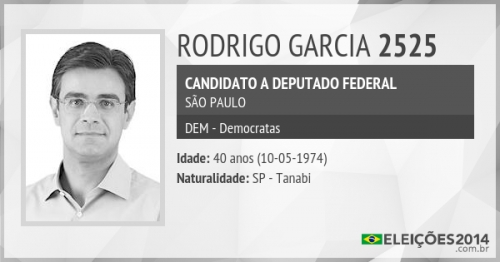 RODRIGO GARCIA 2525
CANDIDATO A DEPUTADO FEDERAL
SÃO PAULO
DEM - Democratas
Idade: 40 anos (10-05-1974)
Naturalidade: SP - Tanabi
ELEIÇÕES2014
.com.br